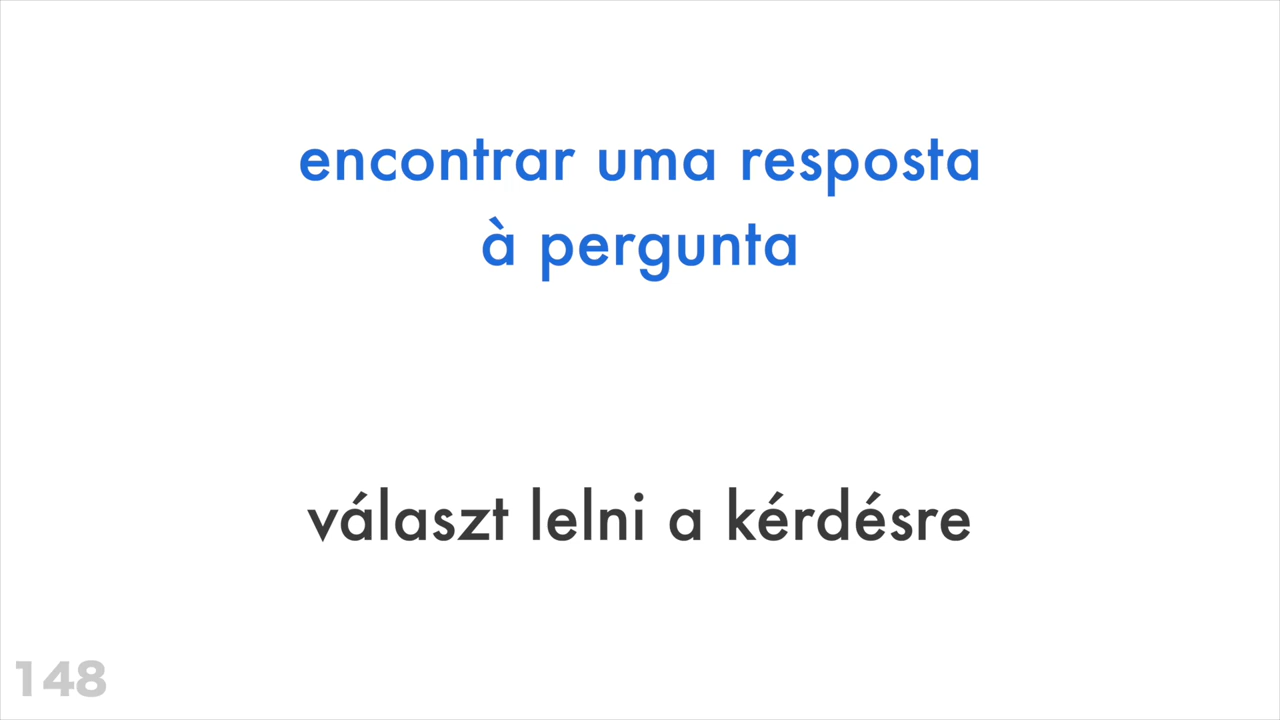 encontrar uma resposta
à pergunta
választ lelni a kérdésre
148